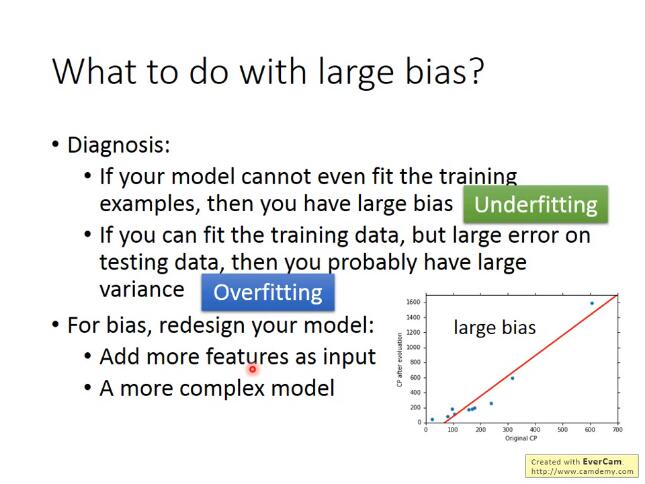 What to do with large bias?
• Diagnosis:
• If your model cannot even fit the training
examples, then you have large bias
Underfitting
• If you can fit the training data, but large error on
testing data, then you probably have large
variance
Overfitting
• For bias, redesign your model:
• Add more features as input
• A more complex model
large bias
CP after evaluation
1600
1400
1200
1000
800
600
400
200
0
0 100 200 300 400 500 600 700
Original CP
Created with EverCam.
http://www.camdemy.com